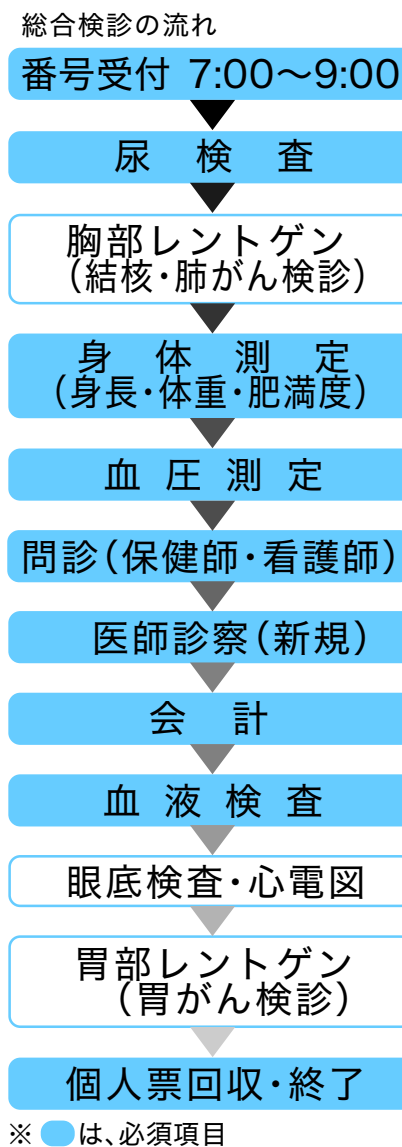 総合検診の流れ
番号受付 7:00～9:00
尿検査
胸部レントゲン
(結核・肺がん検診)
身体測定
(身長・体重・肥満度)
血圧測定
問診(保健師・看護師)
医師診察(新規)
会計
血液検査
眼底検査・心電図
胃部レントゲン
(胃がん検診)
個人票回収・終了
※ は、必須項目